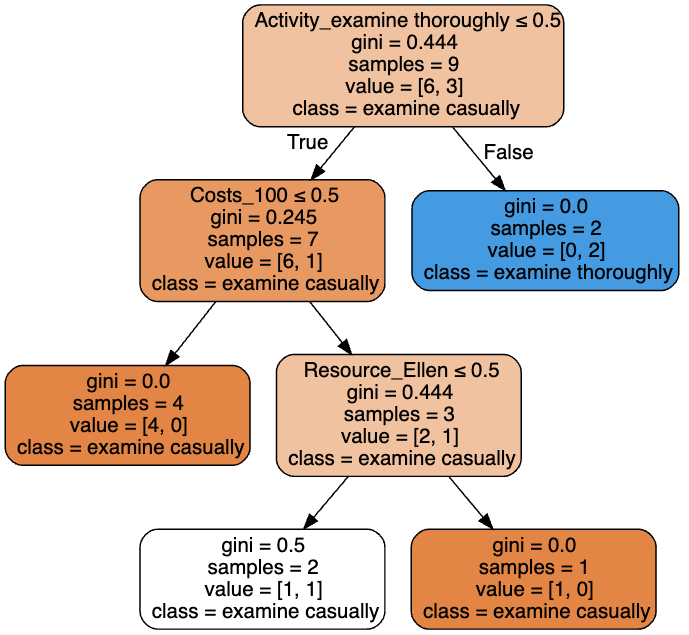 Activity_examine thoroughly ≤ 0.5
gini = 0.444
samples = 9
value = [6, 3]
class = examine casually
True
False
Costs_100 ≤ 0.5
gini = 0.245
samples = 7
value = [6, 1]
class = examine casually
gini = 0.0
samples = 2
value = [0, 2]
class = examine thoroughly
gini = 0.0
samples = 4
value = [4, 0]
class = examine casually
Resource_Ellen ≤ 0.5
gini = 0.444
samples = 3
value = [2, 1]
class = examine casually
gini = 0.5
samples = 2
value = [1, 1]
class = examine casually
gini = 0.0
samples = 1
value = [1, 0]
class = examine casually